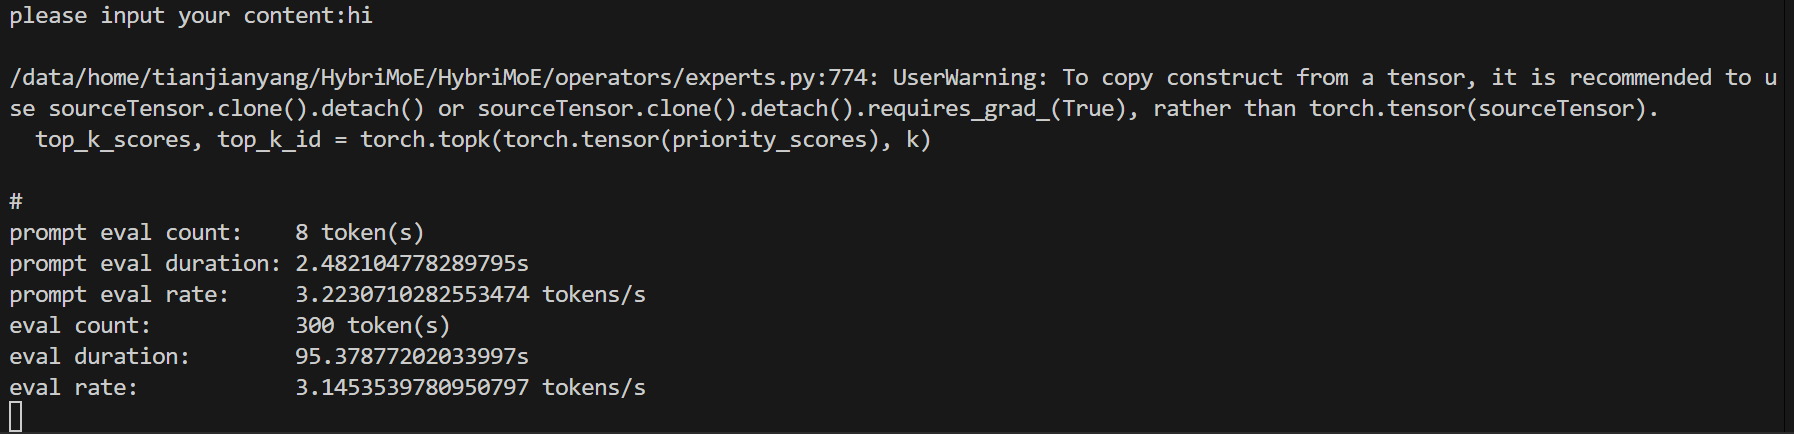 please input your content:hi
/data/home/tianjianyang/HybriMoE/HybriMoE/operators/experts.py:774: UserWarning: To copy construct from a tensor, it is recommended to u
se sourceTensor.clone().detach() or sourceTensor.clone().detach().requires_grad_(True), rather than torch.tensor(sourceTensor).
  top_k_scores, top_k_id = torch.topk(torch.tensor(priority_scores), k)
#
prompt eval count:    8 token(s)
prompt eval duration: 2.482104778289795s
prompt eval rate:     3.2230710282553474 tokens/s
eval count:           300 token(s)
eval duration:        95.37877202033997s
eval rate:            3.1453539780950797 tokens/s